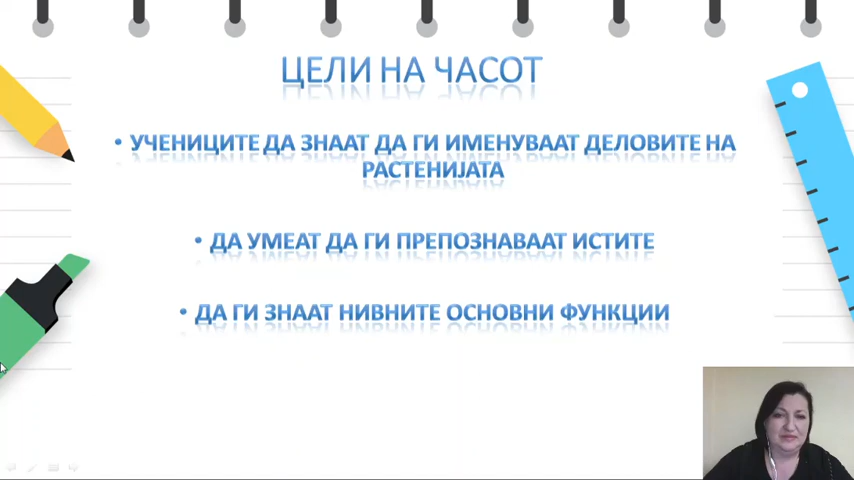 ЦЕЛИ НА ЧАСОТ
• УЧЕНИЦИТЕ ДА ЗНААТ ДА ГИ ИМЕНУВААТ ДЕЛОВИТЕ НА
РАСТЕНИЈАТА
• ДА УМЕАТ ДА ГИ ПРЕПОЗНАВААТ ИСТИТЕ
• ДА ГИ ЗНААТ НИВНИТЕ ОСНОВНИ ФУНКЦИИ